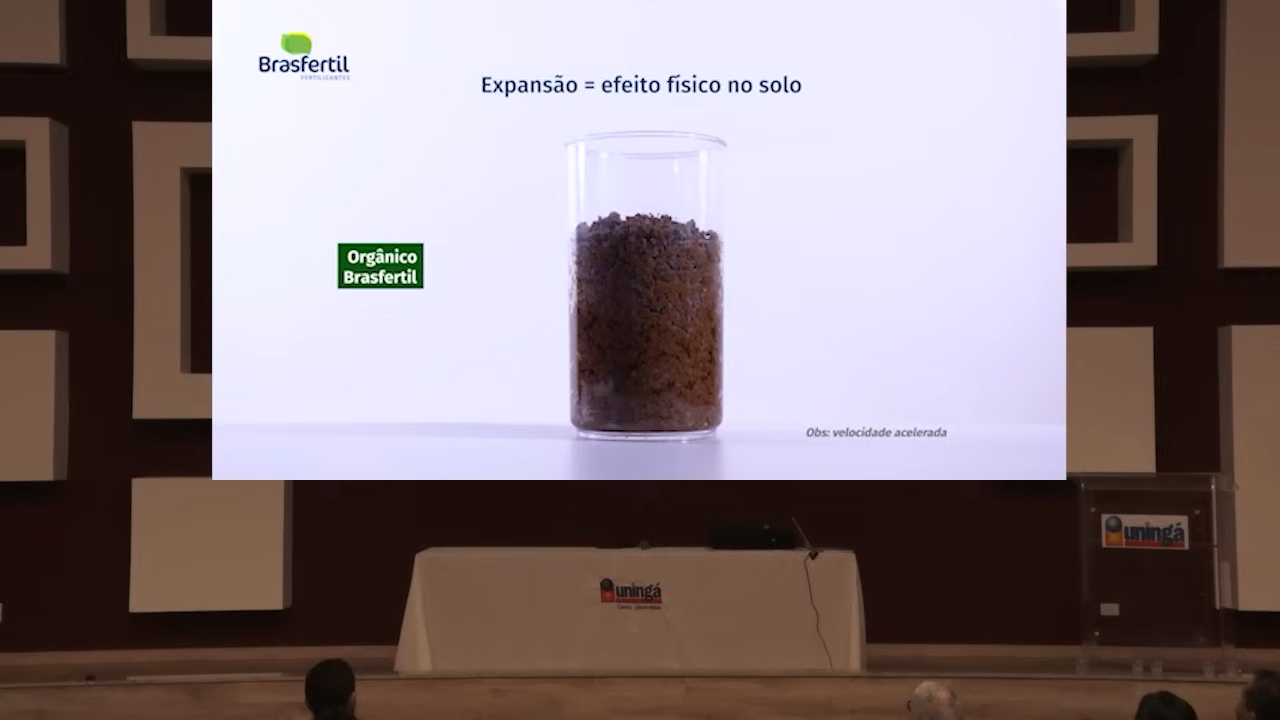 Brasfertil
FERTILIZANTES
Expansão = efeito físico no solo
Orgânico
Brasfertil
Obs: velocidade acelerada
uningá
uningá